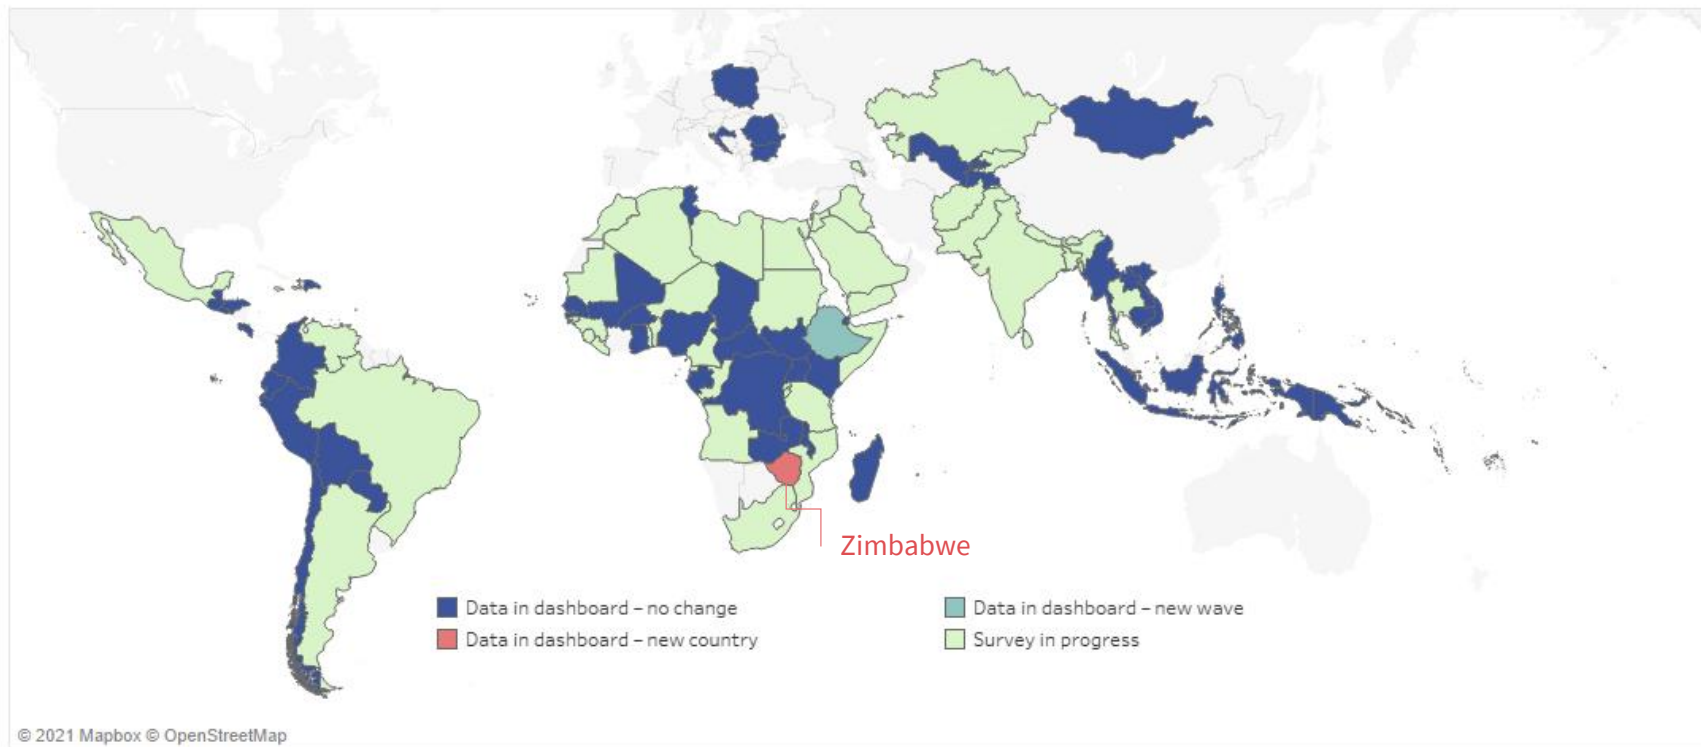 Zimbabwe
Data in dashboard – no change
Data in dashboard – new country
Data in dashboard – new wave
Survey in progress
© 2021 Mapbox © OpenStreetMap